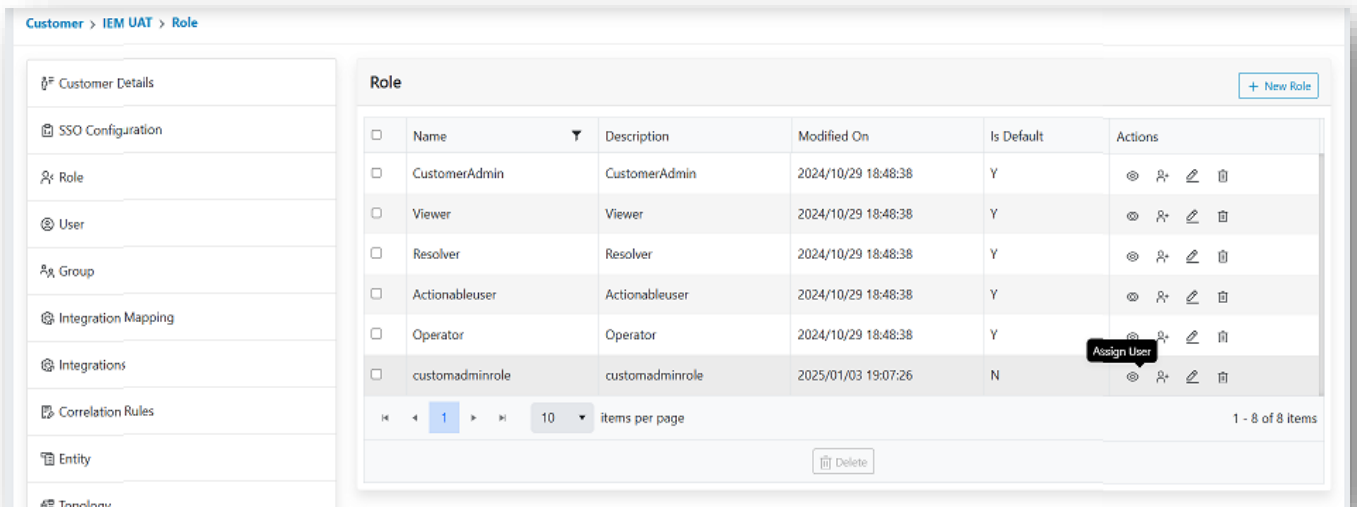 Customer > IEM UAT > Role
Customer Details
SSO Configuration
Role
User
Group
Integration Mapping
Integrations
Correlation Rules
Entity
Topology
Role
+ New Role
Name Description Modified On Is Default Actions
CustomerAdmin CustomerAdmin 2024/10/29 18:48:38 Y
Viewer Viewer 2024/10/29 18:48:38 Y
Resolver Resolver 2024/10/29 18:48:38 Y
Actionableuser Actionableuser 2024/10/29 18:48:38 Y
Operator Operator 2024/10/29 18:48:38 Y
Assign User
customadminrole customadminrole 2025/01/03 19:07:26 N
1 10 items per page 1 - 8 of 8 items
Delete